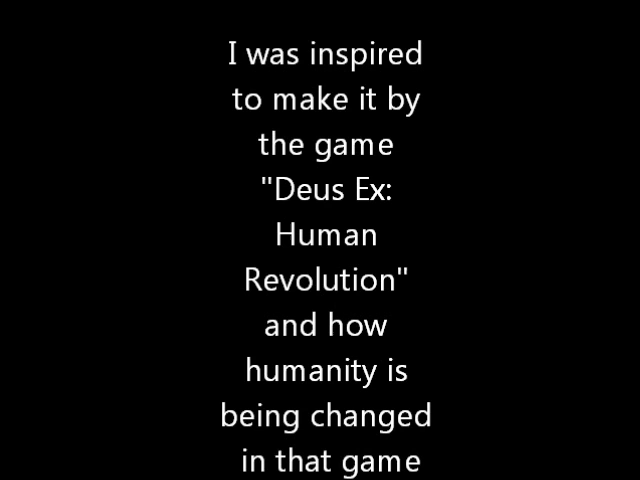 I was inspired
to make it by
the game
"Deus Ex:
Human
Revolution"
and how
humanity is
being changed
in that game